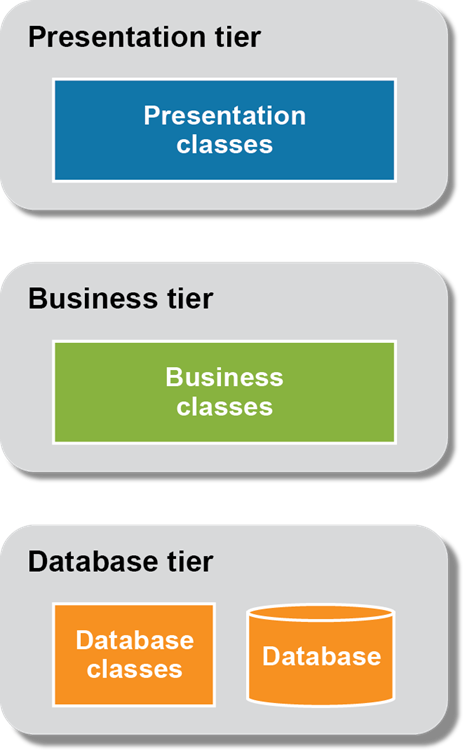 Presentation tier
Presentation
classes
Business tier
Business
classes
Database tier
Database
classes
Database